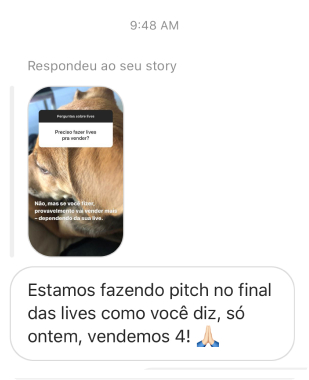 9:48 AM
Respondeu ao seu story
Perguntas sobre lives
Preciso fazer lives
pra vender?
Não, mas se você fizer,
provavelmente vai vender mais
- dependendo da sua live.
Estamos fazendo pitch no final
das lives como você diz, só
ontem, vendemos 4! 🙏🏻